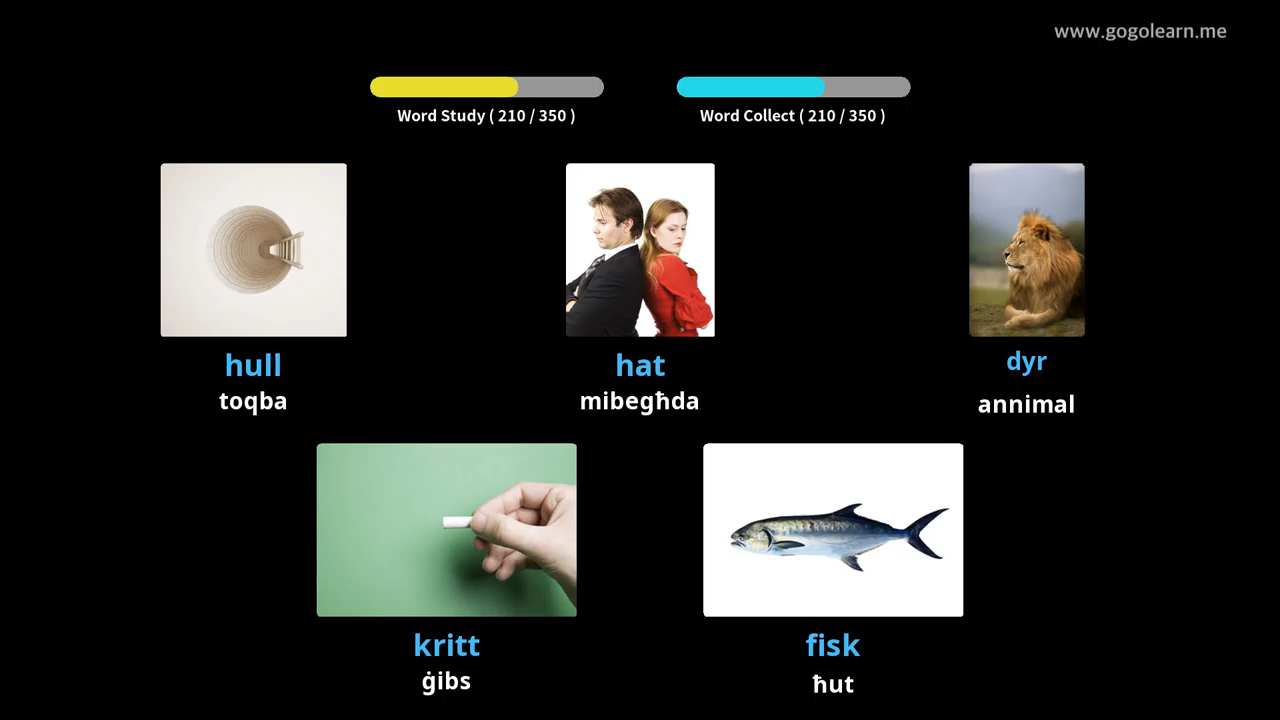 www.gogolearn.me
Word Study ( 210 / 350 )
Word Collect ( 210 / 350 )
hull
toqba
hat
mibegħda
dyr
annimal
kritt
ġibs
fisk
ħut